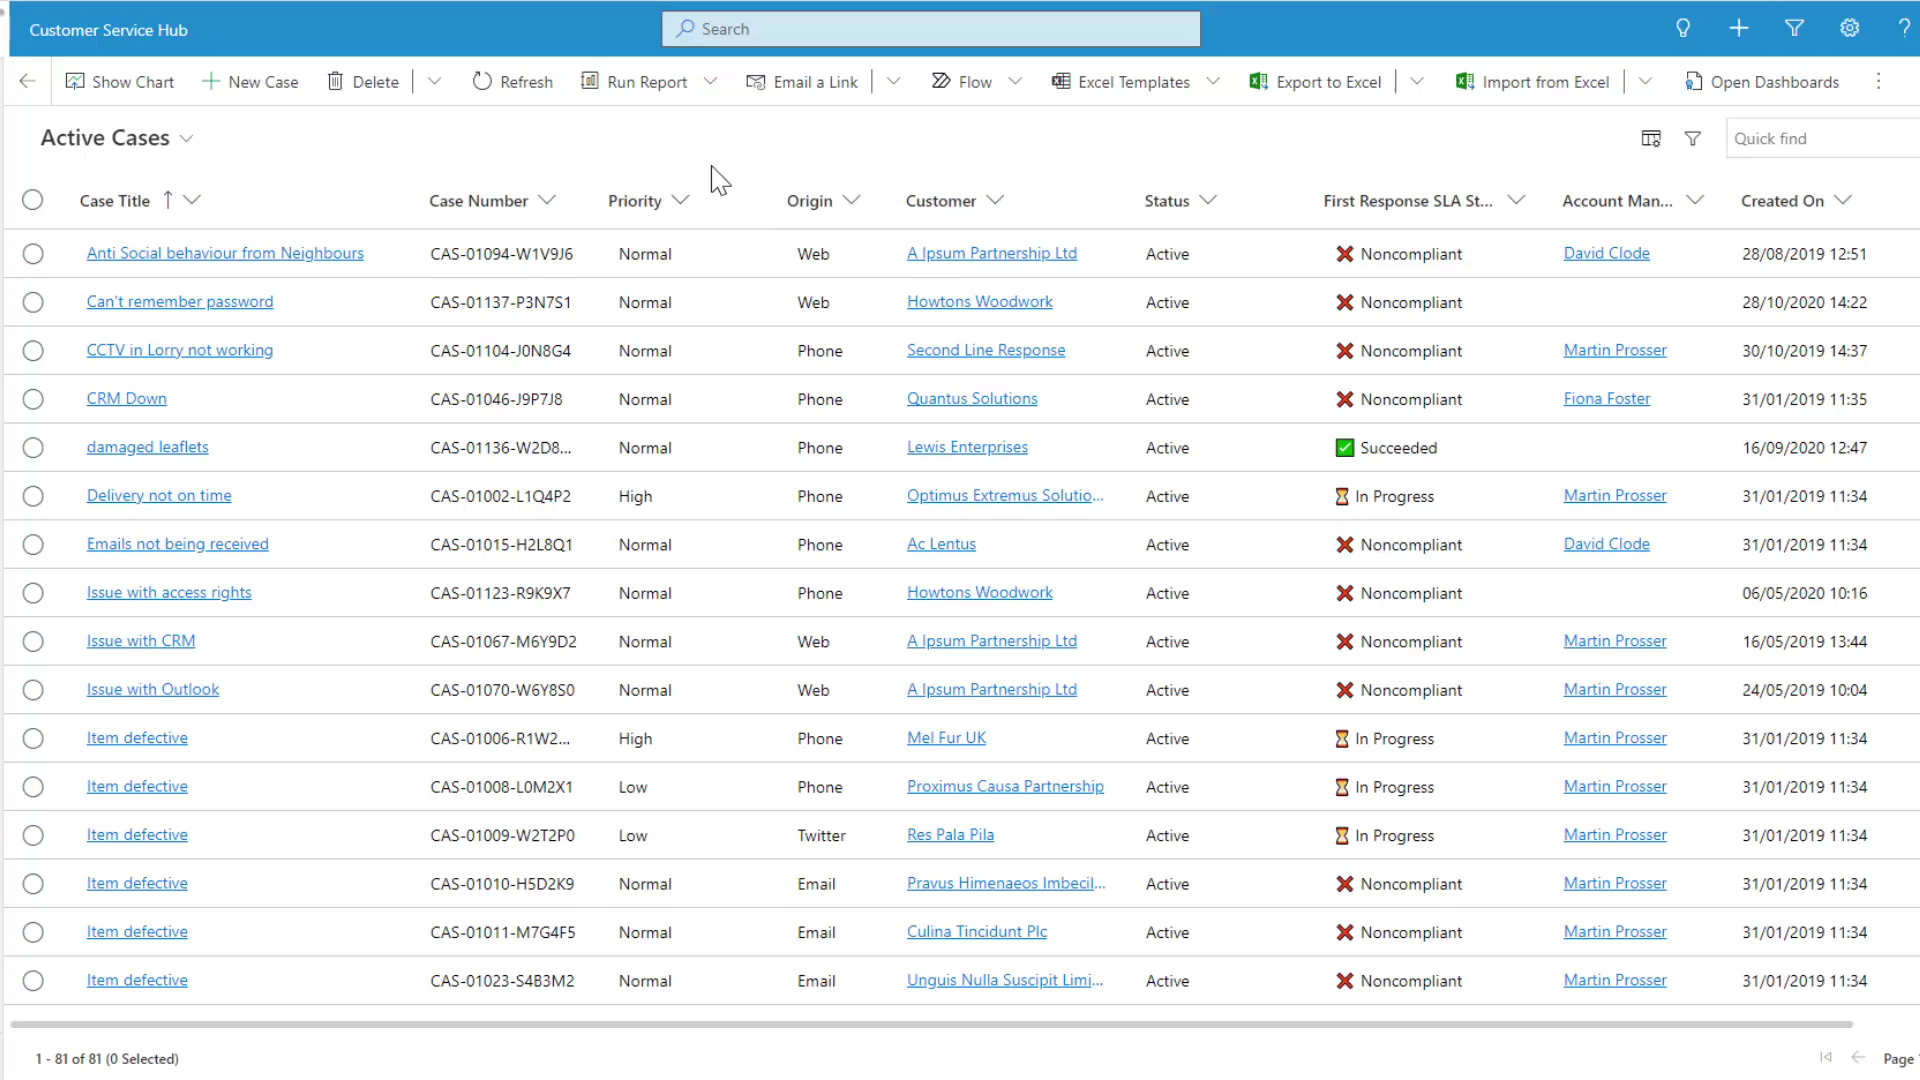 Customer Service Hub
Search
?
Show Chart New Case Delete Refresh Run Report Email a Link Flow Excel Templates Export to Excel Import from Excel Open Dashboards
Active Cases
Quick find
Case Title Case Number Priority Origin Customer Status First Response SLA St... Account Man... Created On
Anti Social behaviour from Neighbours CAS-01094-W1V9J6 Normal Web A Ipsum Partnership Ltd Active Noncompliant David Clode 28/08/2019 12:51
Can't remember password CAS-01137-P3N7S1 Normal Web Howtons Woodwork Active Noncompliant 28/10/2020 14:22
CCTV in Lorry not working CAS-01104-J0N8G4 Normal Phone Second Line Response Active Noncompliant Martin Prosser 30/10/2019 14:37
CRM Down CAS-01046-J9P7J8 Normal Phone Quantus Solutions Active Noncompliant Fiona Foster 31/01/2019 11:35
damaged leaflets CAS-01136-W2D8... Normal Phone Lewis Enterprises Active Succeeded 16/09/2020 12:47
Delivery not on time CAS-01002-L1Q4P2 High Phone Optimus Extremus Solutio... Active In Progress Martin Prosser 31/01/2019 11:34
Emails not being received CAS-01015-H2L8Q1 Normal Phone Ac Lentus Active Noncompliant David Clode 31/01/2019 11:34
Issue with access rights CAS-01123-R9K9X7 Normal Phone Howtons Woodwork Active Noncompliant 06/05/2020 10:16
Issue with CRM CAS-01067-M6Y9D2 Normal Web A Ipsum Partnership Ltd Active Noncompliant Martin Prosser 16/05/2019 13:44
Issue with Outlook CAS-01070-W6Y8S0 Normal Web A Ipsum Partnership Ltd Active Noncompliant Martin Prosser 24/05/2019 10:04
Item defective CAS-01006-R1W2... High Phone Mel Fur UK Active In Progress Martin Prosser 31/01/2019 11:34
Item defective CAS-01008-L0M2X1 Low Phone Proximus Causa Partnership Active In Progress Martin Prosser 31/01/2019 11:34
Item defective CAS-01009-W2T2P0 Low Twitter Res Pala Pila Active In Progress Martin Prosser 31/01/2019 11:34
Item defective CAS-01010-H5D2K9 Normal Email Pravus Himenaeos Imbecil... Active Noncompliant Martin Prosser 31/01/2019 11:34
Item defective CAS-01011-M7G4F5 Normal Email Culina Tincidunt Plc Active Noncompliant Martin Prosser 31/01/2019 11:34
Item defective CAS-01023-S4B3M2 Normal Email Unguis Nulla Suscipit Limi... Active Noncompliant Martin Prosser 31/01/2019 11:34
1 - 81 of 81 (0 Selected) Page